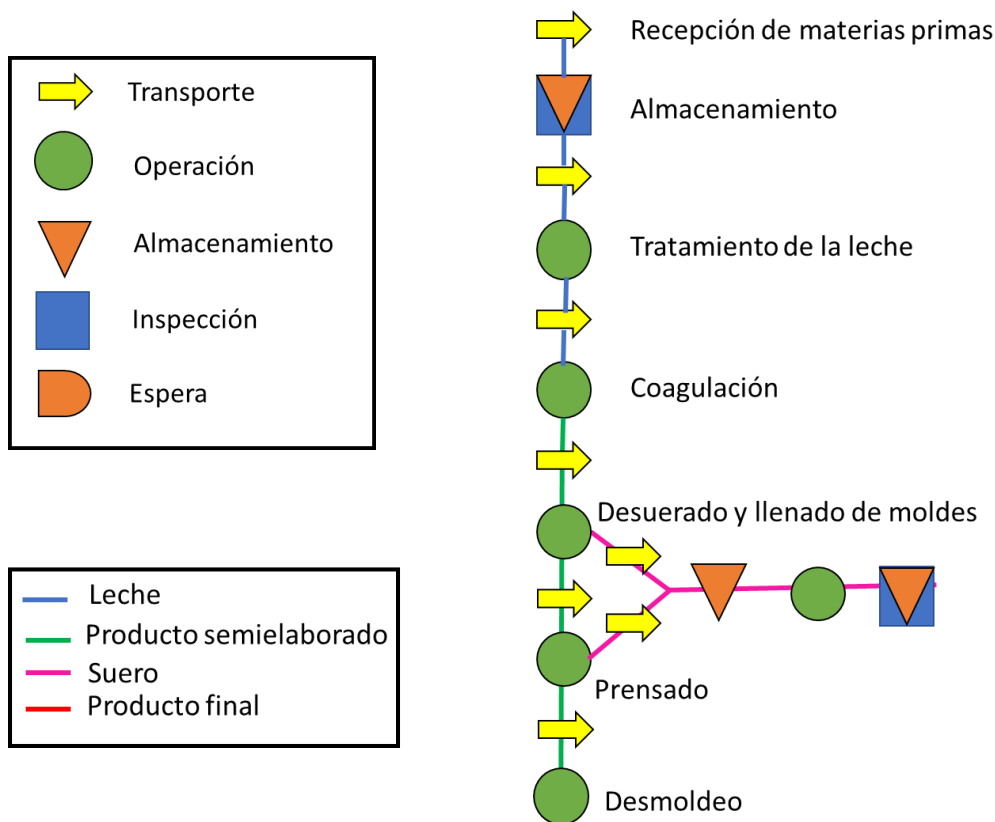 Transporte
Operación
Almacenamiento
Inspección
Espera
Leche
Producto semielaborado
Suero
Producto final
Recepción de materias primas
Almacenamiento
Tratamiento de la leche
Coagulación
Desuerado y llenado de moldes
Prensado
Desmoldeo